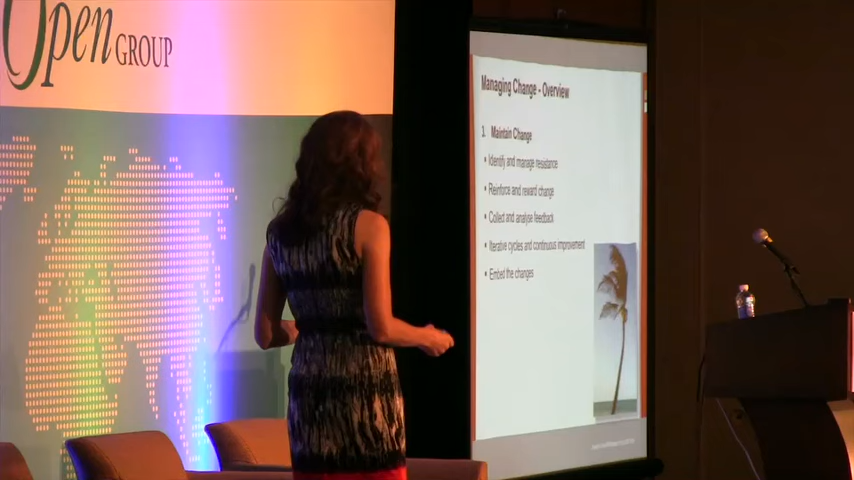 Open
GROUP
Managing Change - Overview
1. Maintain Change
• Identify and manage resistance
• Reinforce and reward change
• Collect and analyse feedback
• Iterative cycles and continuous improvement
• Embed the changes